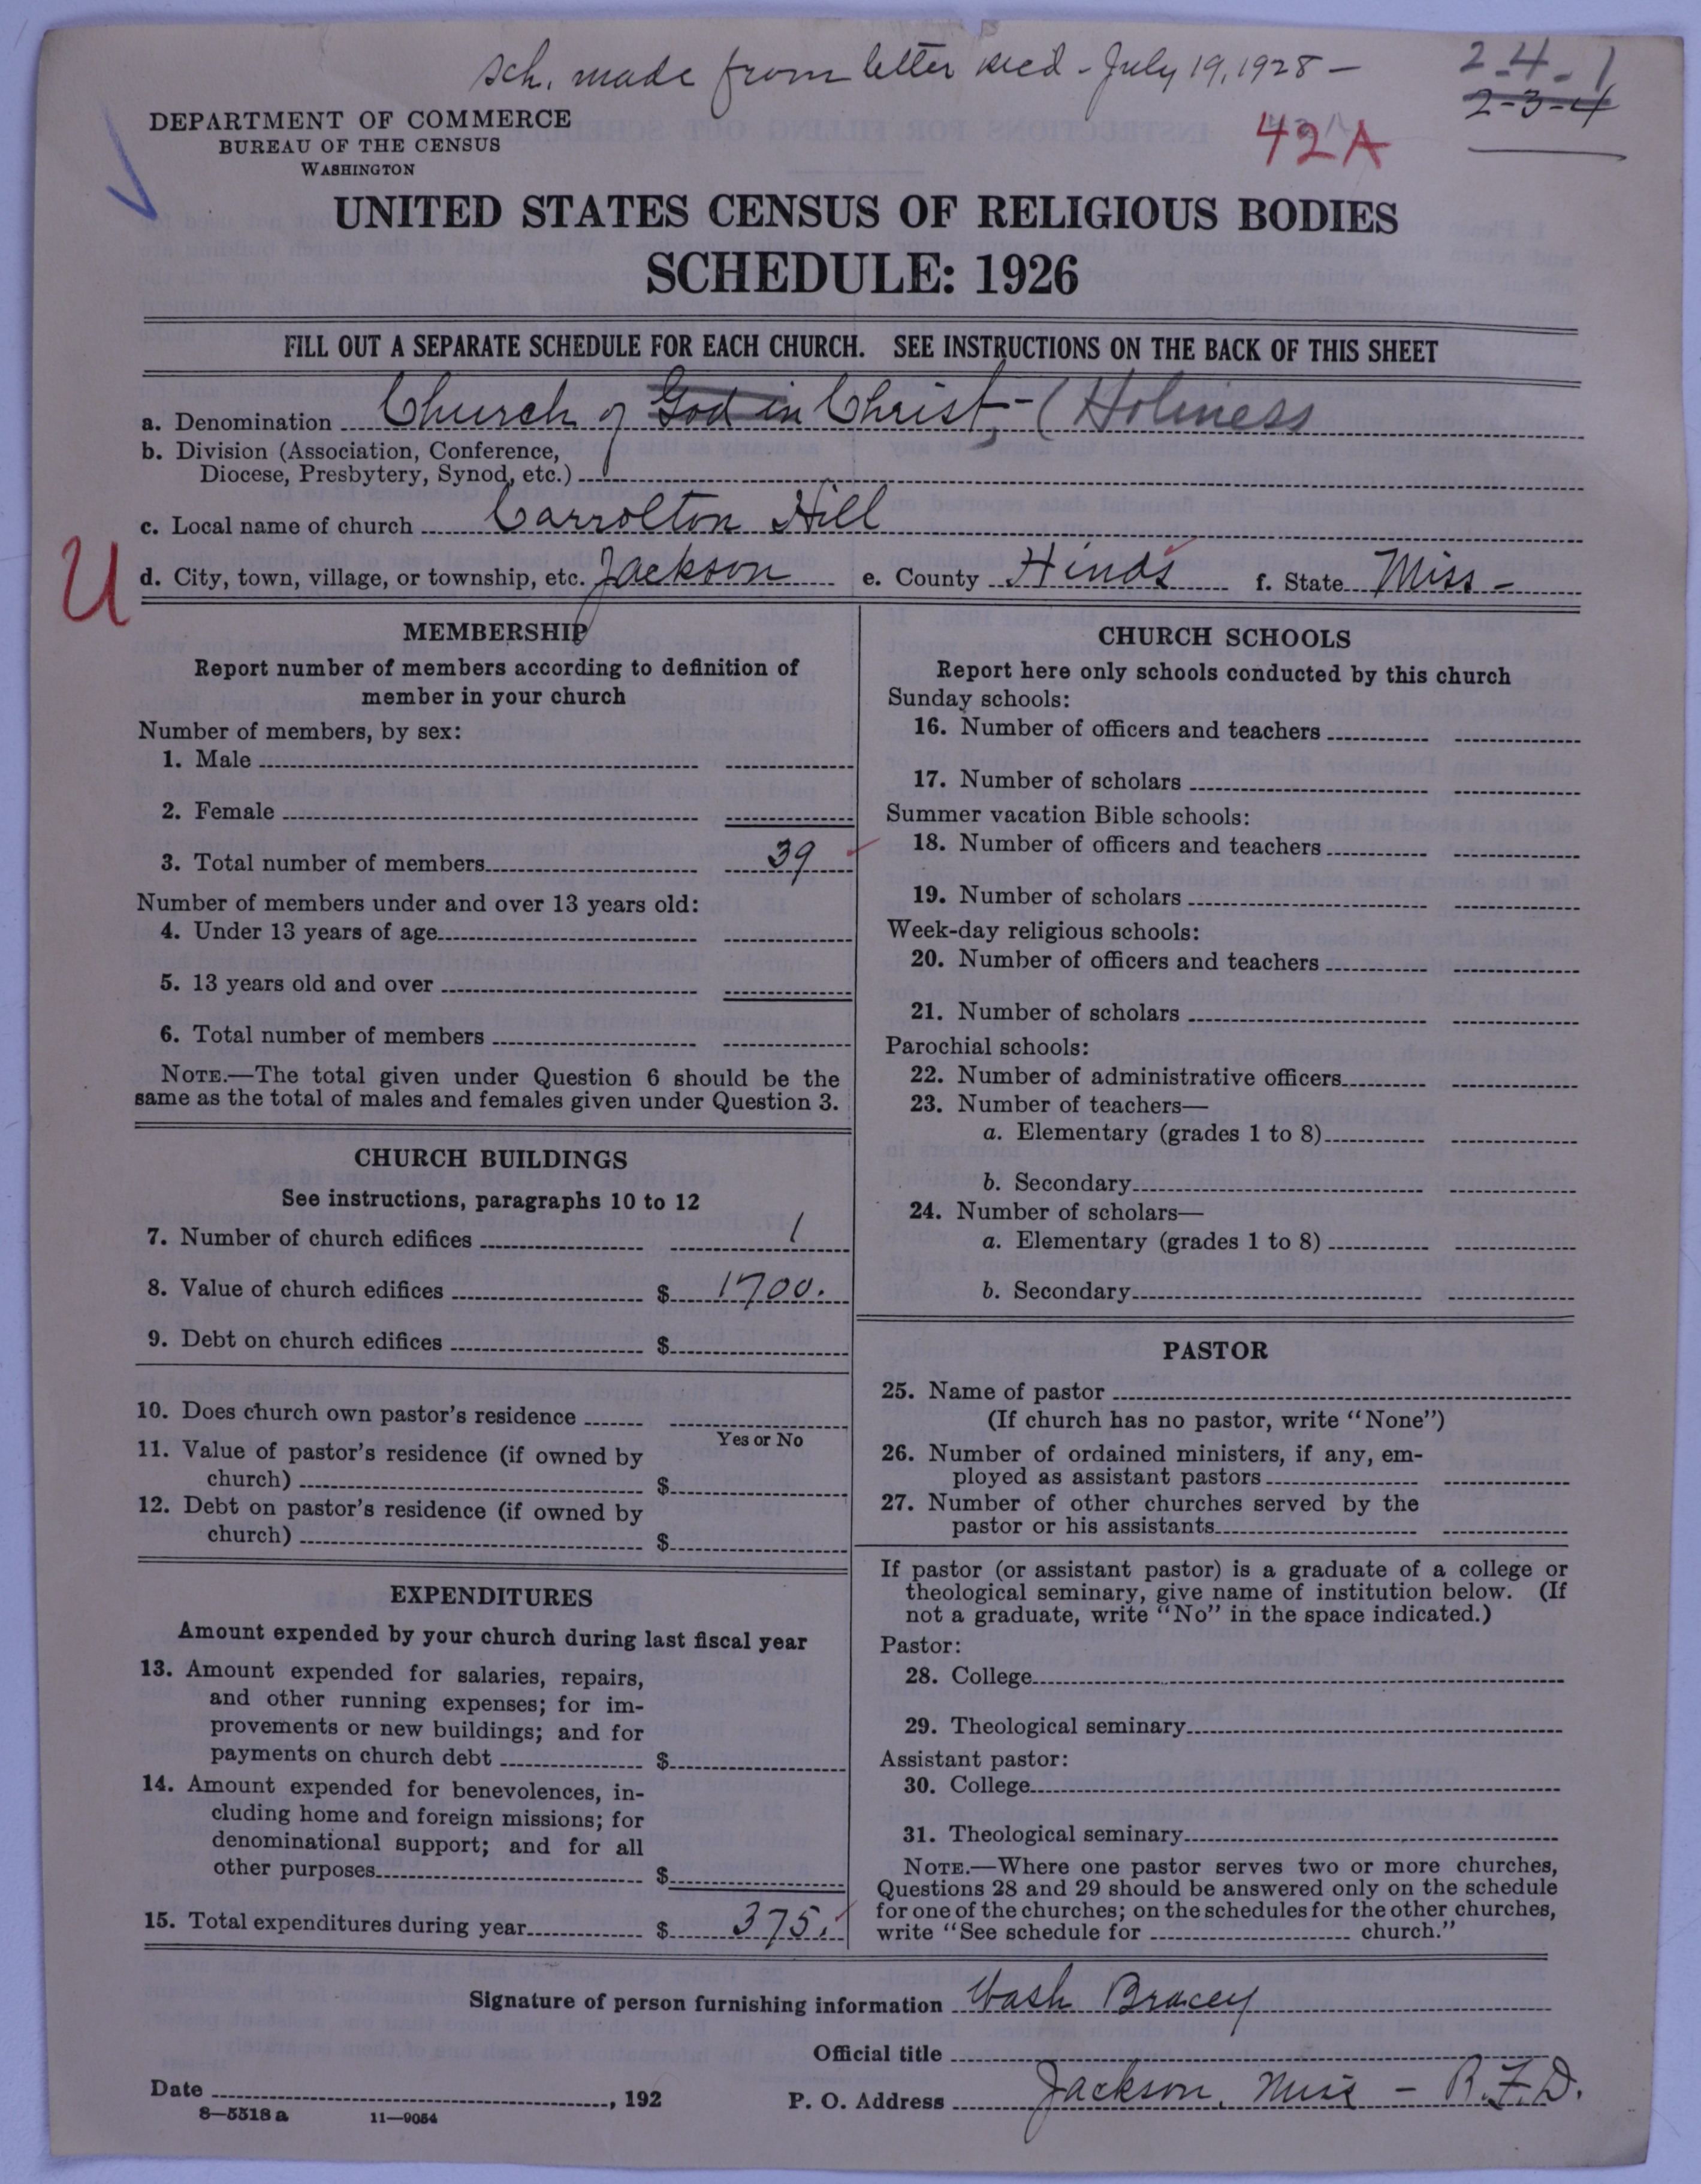 sch. made from letter recd - July 19, 1928 -
2-4-1
2-3-4
42A
DEPARTMENT OF COMMERCE
BUREAU OF THE CENSUS
WASHINGTON
UNITED STATES CENSUS OF RELIGIOUS BODIES
SCHEDULE: 1926
FILL OUT A SEPARATE SCHEDULE FOR EACH CHURCH. SEE INSTRUCTIONS ON THE BACK OF THIS SHEET
a. Denomination Church of God in Christ, - (Holiness
b. Division (Association, Conference,
Diocese, Presbytery, Synod, etc.)
c. Local name of church Carrolton Hill
U
d. City, town, village, or township, etc. Jackson e. County Hinds f. State Miss -
MEMBERSHIP
Report number of members according to definition of
member in your church
Number of members, by sex:
1. Male
2. Female
3. Total number of members 39
Number of members under and over 13 years old:
4. Under 13 years of age
5. 13 years old and over
6. Total number of members
NOTE.—The total given under Question 6 should be the
same as the total of males and females given under Question 3.
CHURCH BUILDINGS
See instructions, paragraphs 10 to 12
7. Number of church edifices 1
8. Value of church edifices $ 1700.
9. Debt on church edifices $
10. Does church own pastor's residence
Yes or No
11. Value of pastor's residence (if owned by
church) $
12. Debt on pastor's residence (if owned by
church) $
EXPENDITURES
Amount expended by your church during last fiscal year
13. Amount expended for salaries, repairs,
and other running expenses; for im-
provements or new buildings; and for
payments on church debt $
14. Amount expended for benevolences, in-
cluding home and foreign missions; for
denominational support; and for all
other purposes $
15. Total expenditures during year $ 375.
CHURCH SCHOOLS
Report here only schools conducted by this church
Sunday schools:
16. Number of officers and teachers
17. Number of scholars
Summer vacation Bible schools:
18. Number of officers and teachers
19. Number of scholars
Week-day religious schools:
20. Number of officers and teachers
21. Number of scholars
Parochial schools:
22. Number of administrative officers
23. Number of teachers—
a. Elementary (grades 1 to 8)
b. Secondary
24. Number of scholars—
a. Elementary (grades 1 to 8)
b. Secondary
PASTOR
25. Name of pastor
(If church has no pastor, write "None")
26. Number of ordained ministers, if any, em-
ployed as assistant pastors
27. Number of other churches served by the
pastor or his assistants
If pastor (or assistant pastor) is a graduate of a college or
theological seminary, give name of institution below. (If
not a graduate, write "No" in the space indicated.)
Pastor:
28. College
29. Theological seminary
Assistant pastor:
30. College
31. Theological seminary
NOTE.—Where one pastor serves two or more churches,
Questions 28 and 29 should be answered only on the schedule
for one of the churches; on the schedules for the other churches,
write "See schedule for church."
Signature of person furnishing information Wash Bracey
Official title
Date , 192
P. O. Address Jackson, Miss - R.F.D.
8—5518 a 11—9054